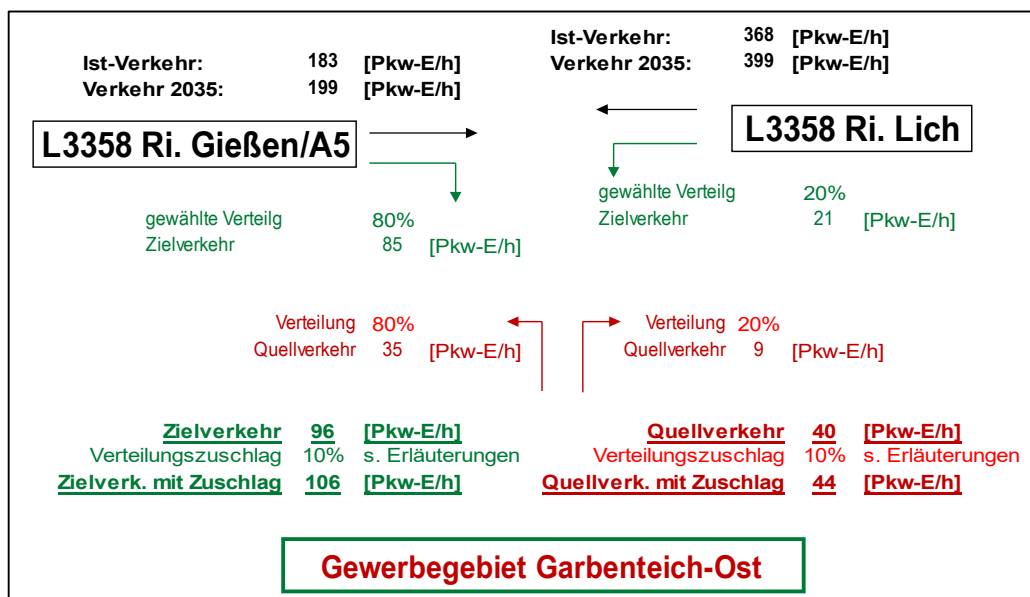 Ist-Verkehr: 183 [Pkw-E/h]
Verkehr 2035: 199 [Pkw-E/h]
Ist-Verkehr: 368 [Pkw-E/h]
Verkehr 2035: 399 [Pkw-E/h]
L3358 Ri. Gießen/A5
L3358 Ri. Lich
gewählte Verteilg 80%
Zielverkehr 85 [Pkw-E/h]
gewählte Verteilg 20%
Zielverkehr 21 [Pkw-E/h]
Verteilung 80%
Quellverkehr 35 [Pkw-E/h]
Verteilung 20%
Quellverkehr 9 [Pkw-E/h]
Zielverkehr 96 [Pkw-E/h]
Verteilungszuschlag 10% s. Erläuterungen
Zielverk. mit Zuschlag 106 [Pkw-E/h]
Quellverkehr 40 [Pkw-E/h]
Verteilungszuschlag 10% s. Erläuterungen
Quellverk. mit Zuschlag 44 [Pkw-E/h]
Gewerbegebiet Garbenteich-Ost